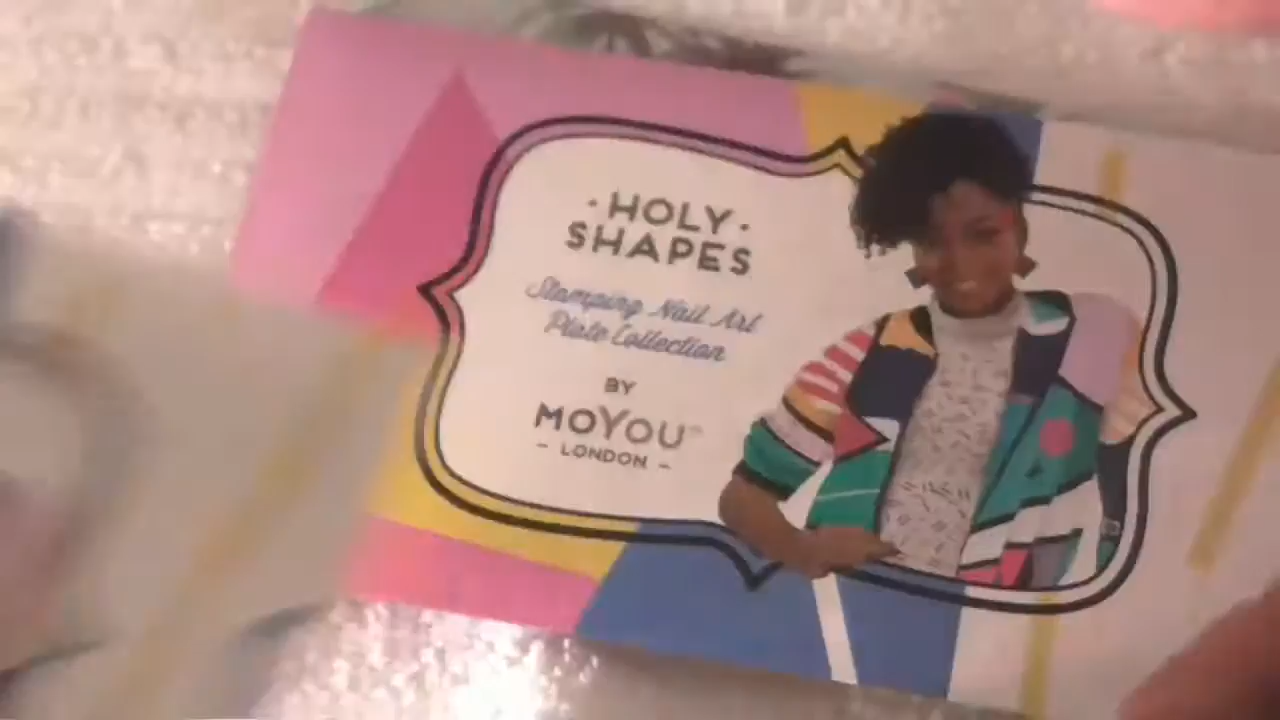 ·HOLY·
SHAPES
Stamping Nail Art
Plate Collection
BY
MOYOU
- LONDON -